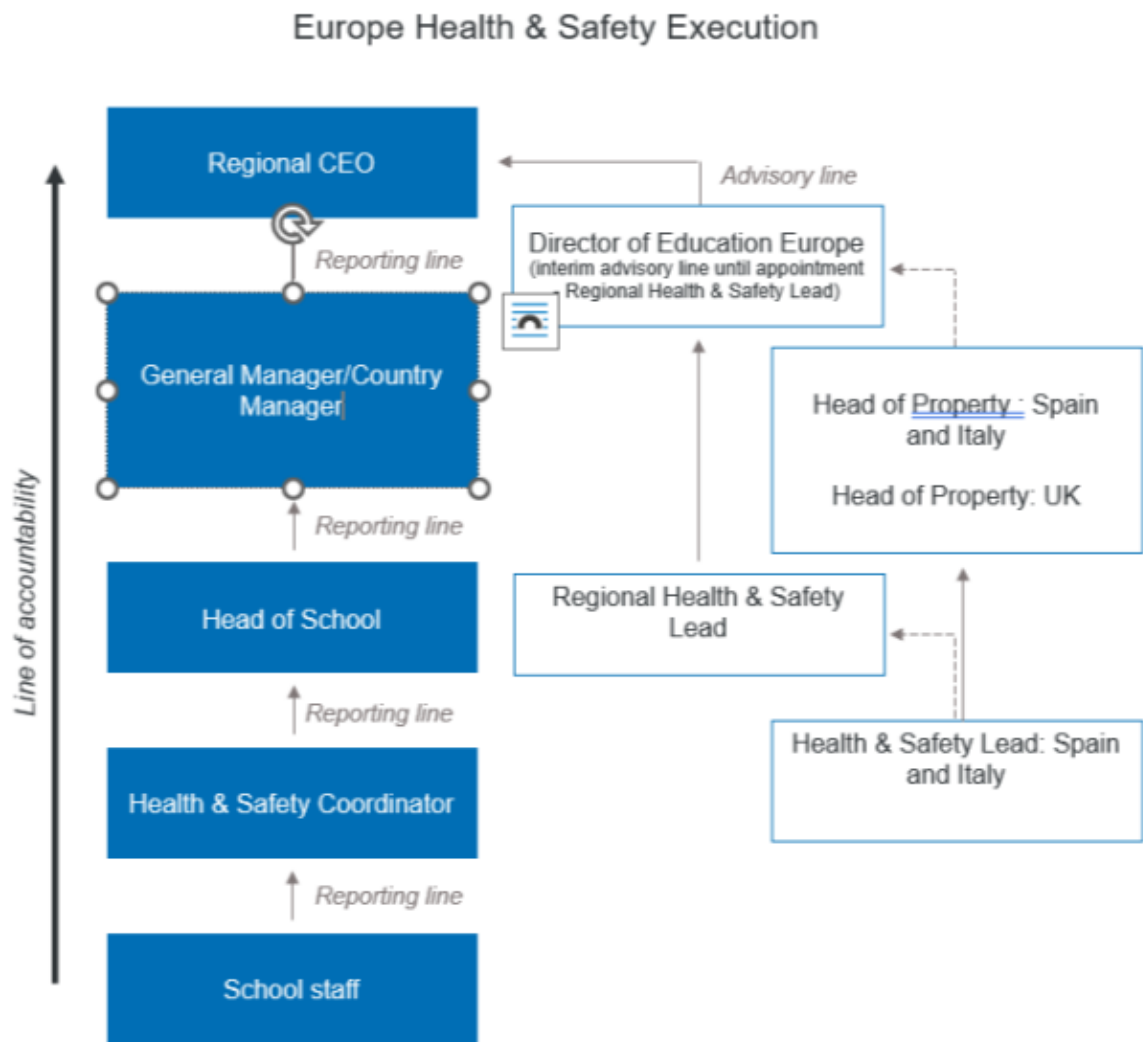 Europe Health & Safety Execution
Regional CEO
Advisory line
Reporting line
Director of Education Europe
(interim advisory line until appointment
- Regional Health & Safety Lead)
General Manager/Country
Manager
Head of Property : Spain
and Italy
Head of Property: UK
Line of accountability
Reporting line
Head of School
Regional Health & Safety
Lead
Reporting line
Health & Safety Lead: Spain
and Italy
Health & Safety Coordinator
Reporting line
School staff